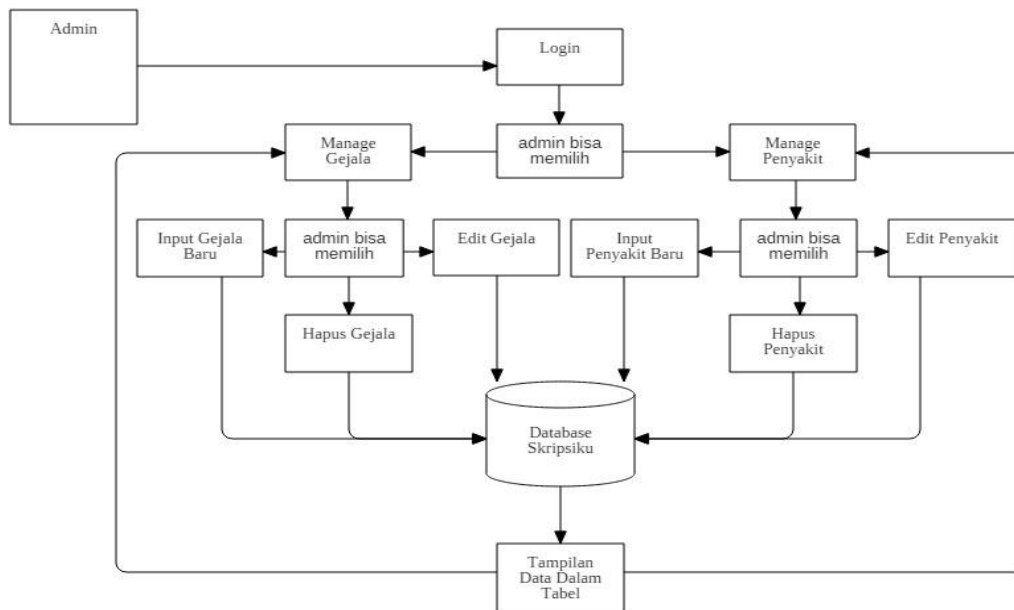 Admin
Login
Manage
Gejala
admin bisa
memilih
Manage
Penyakit
Input Gejala
Baru
admin bisa
memilih
Edit Gejala
Input
Penyakit Baru
admin bisa
memilih
Edit Penyakit
Hapus Gejala
Hapus
Penyakit
Database
Skripsiku
Tampilan
Data Dalam
Tabel